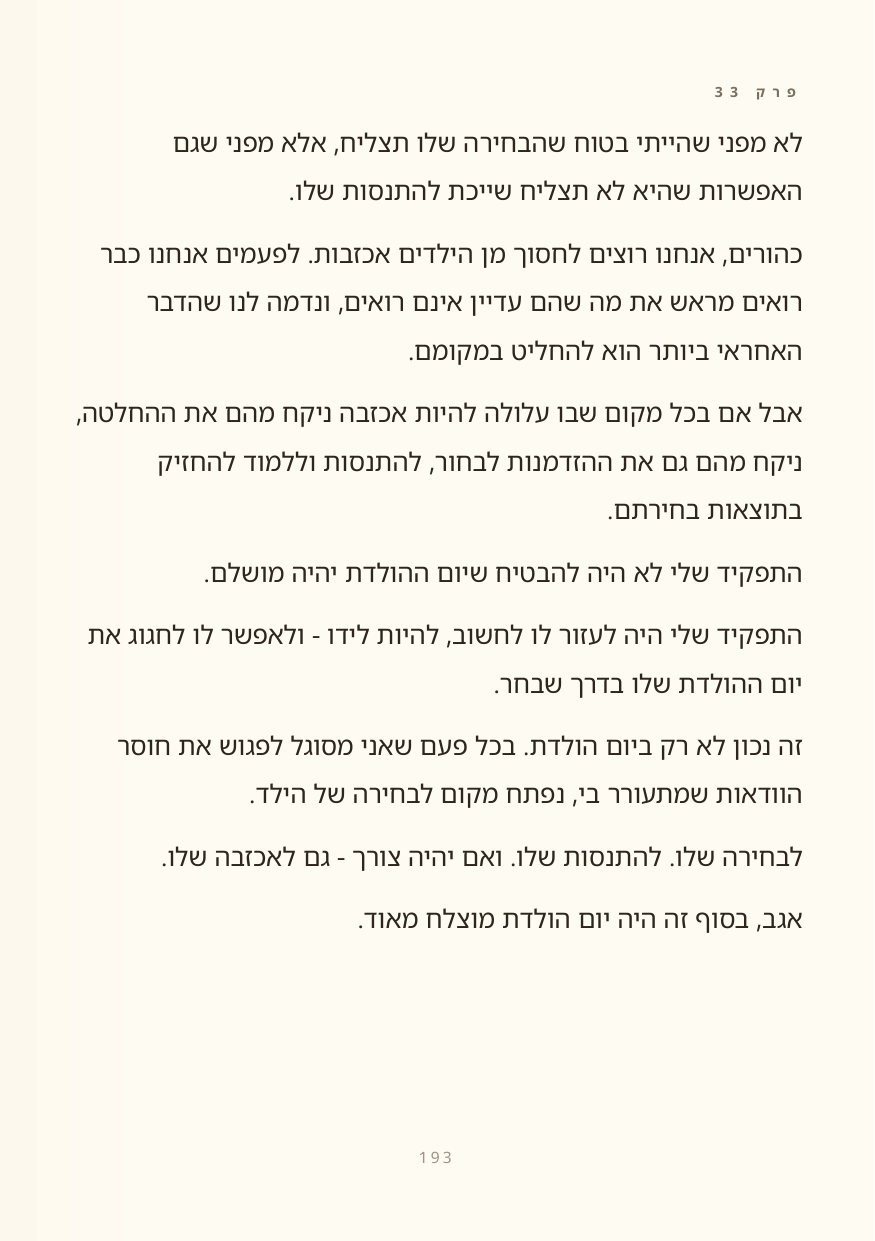 פרק 33
לא מפני שהייתי בטוח שהבחירה שלו תצליח, אלא מפני שגם
האפשרות שהיא לא תצליח שייכת להתנסות שלו.
כהורים, אנחנו רוצים לחסוך מן הילדים אכזבות. לפעמים אנחנו כבר
רואים מראש את מה שהם עדיין אינם רואים, ונדמה לנו שהדבר
האחראי ביותר הוא להחליט במקומם.
אבל אם בכל מקום שבו עלולה להיות אכזבה ניקח מהם את ההחלטה,
ניקח מהם גם את ההזדמנות לבחור, להתנסות וללמוד להחזיק
בתוצאות בחירתם.
התפקיד שלי לא היה להבטיח שיום ההולדת יהיה מושלם.
התפקיד שלי היה לעזור לו לחשוב, להיות לידו - ולאפשר לו לחגוג את
יום ההולדת שלו בדרך שבחר.
זה נכון לא רק ביום הולדת. בכל פעם שאני מסוגל לפגוש את חוסר
הוודאות שמתעורר בי, נפתח מקום לבחירה של הילד.
לבחירה שלו. להתנסות שלו. ואם יהיה צורך - גם לאכזבה שלו.
אגב, בסוף זה היה יום הולדת מוצלח מאוד.
193